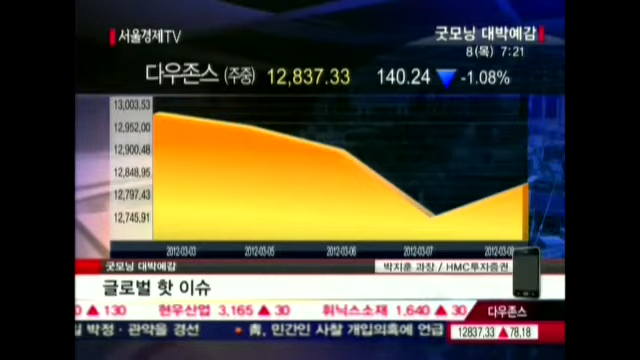 서울경제TV
굿모닝 대박예감
8(목) 7:21
다우존스 (주중) 12,837.33 140.24 ▼ -1.08%
13,003.53
12,952.00
12,900.48
12,848.95
12,797.43
12,745.91
2012-03-03 2012-03-05 2012-03-06 2012-03-07 2012-03-08
굿모닝 대박예감
박지훈 과장 / HMC투자증권
글로벌 핫 이슈
▲ 130 현우산업 3,165 ▲ 30 휘닉스소재 1,640 ▲ 30
다우존스
박정·관악을 경선 靑, 민간인 사찰 개입의혹에 언급
12837,33 ▲ 78,18